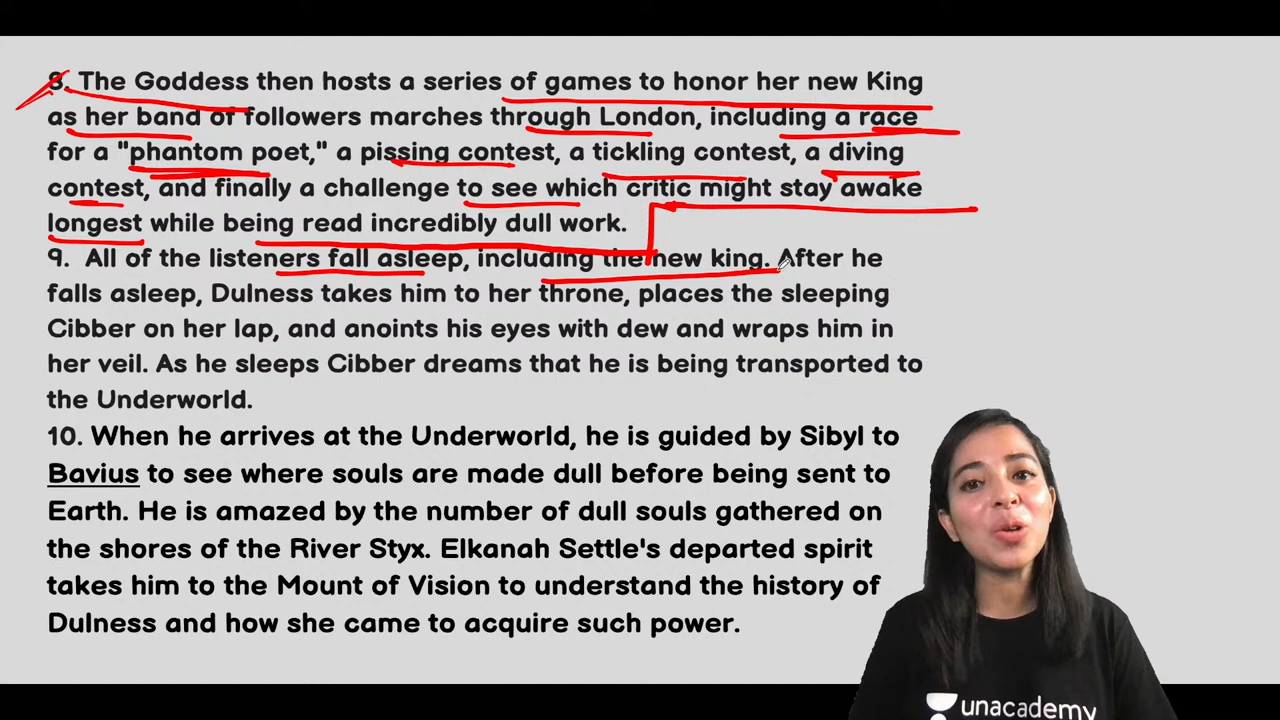 8. The Goddess then hosts a series of games to honor her new King
as her band of followers marches through London, including a race
for a "phantom poet," a pissing contest, a tickling contest, a diving
contest, and finally a challenge to see which critic might stay awake
longest while being read incredibly dull work.
9. All of the listeners fall asleep, including the new king. After he
falls asleep, Dulness takes him to her throne, places the sleeping
Cibber on her lap, and anoints his eyes with dew and wraps him in
her veil. As he sleeps Cibber dreams that he is being transported to
the Underworld.
10. When he arrives at the Underworld, he is guided by Sibyl to
Bavius to see where souls are made dull before being sent to
Earth. He is amazed by the number of dull souls gathered on
the shores of the River Styx. Elkanah Settle's departed spirit
takes him to the Mount of Vision to understand the history of
Dulness and how she came to acquire such power.
unacademy